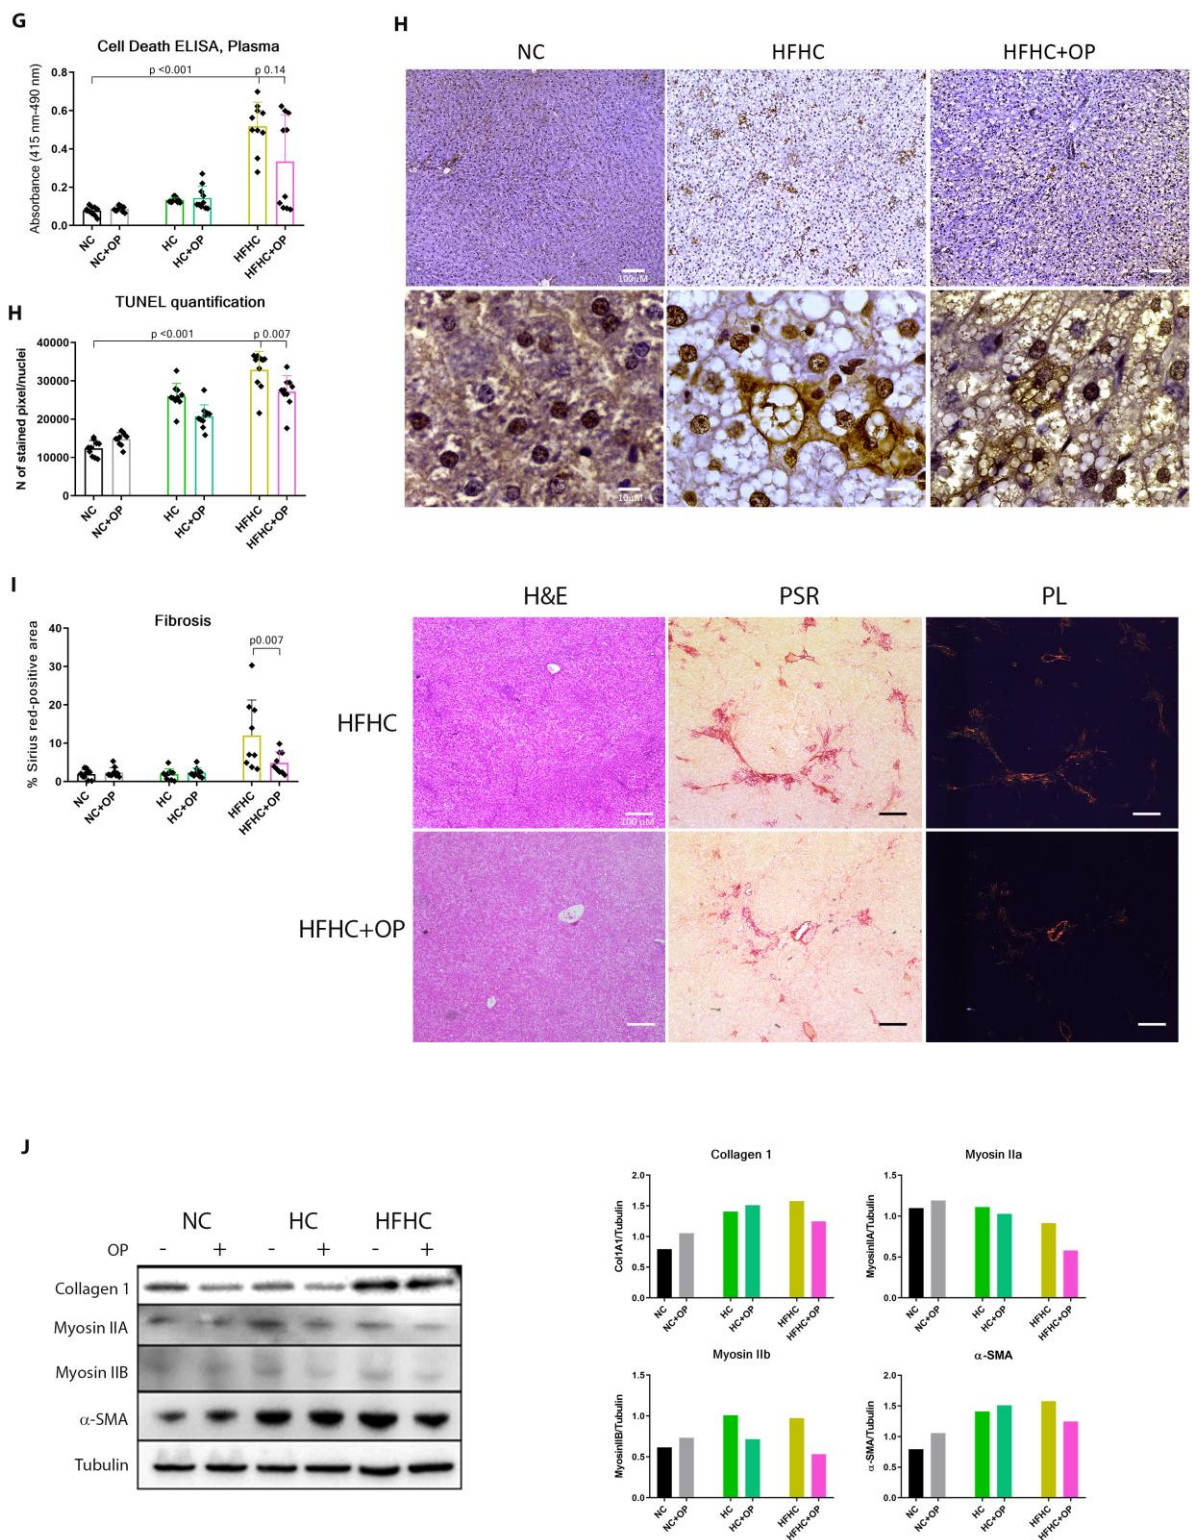 G
Cell Death ELISA, Plasma
p <0.001
p 0.14
Absorbance (415 nm-490 nm)
0.8
0.6
0.4
0.2
0.0
NC
NC+OP
HC
HC+OP
HFHC
HFHC+OP
H
NC
HFHC
HFHC+OP
100μM
10μM
H
TUNEL quantification
p <0.001
p 0.007
N of stained pixel/nuclei
40000
30000
20000
10000
0
NC
NC+OP
HC
HC+OP
HFHC
HFHC+OP
I
Fibrosis
p0.007
% Sirius red-positive area
40
30
20
10
0
NC
NC+OP
HC
HC+OP
HFHC
HFHC+OP
H&E
PSR
PL
HFHC
100 μM
HFHC+OP
J
NC
HC
HFHC
OP
- + - + - +
Collagen 1
Myosin IIA
Myosin IIB
α-SMA
Tubulin
Collagen 1
Col1A1/Tubulin
2.0
1.5
1.0
0.5
0.0
NC
NC+OP
HC
HC+OP
HFHC
HFHC+OP
Myosin IIa
MyosinIIA/Tubulin
1.5
1.0
0.5
0.0
NC
NC+OP
HC
HC+OP
HFHC
HFHC+OP
Myosin IIb
MyosinIIB/Tubulin
1.5
1.0
0.5
0.0
NC
NC+OP
HC
HC+OP
HFHC
HFHC+OP
α-SMA
α-SMA/Tubulin
2.0
1.5
1.0
0.5
0.0
NC
NC+OP
HC
HC+OP
HFHC
HFHC+OP